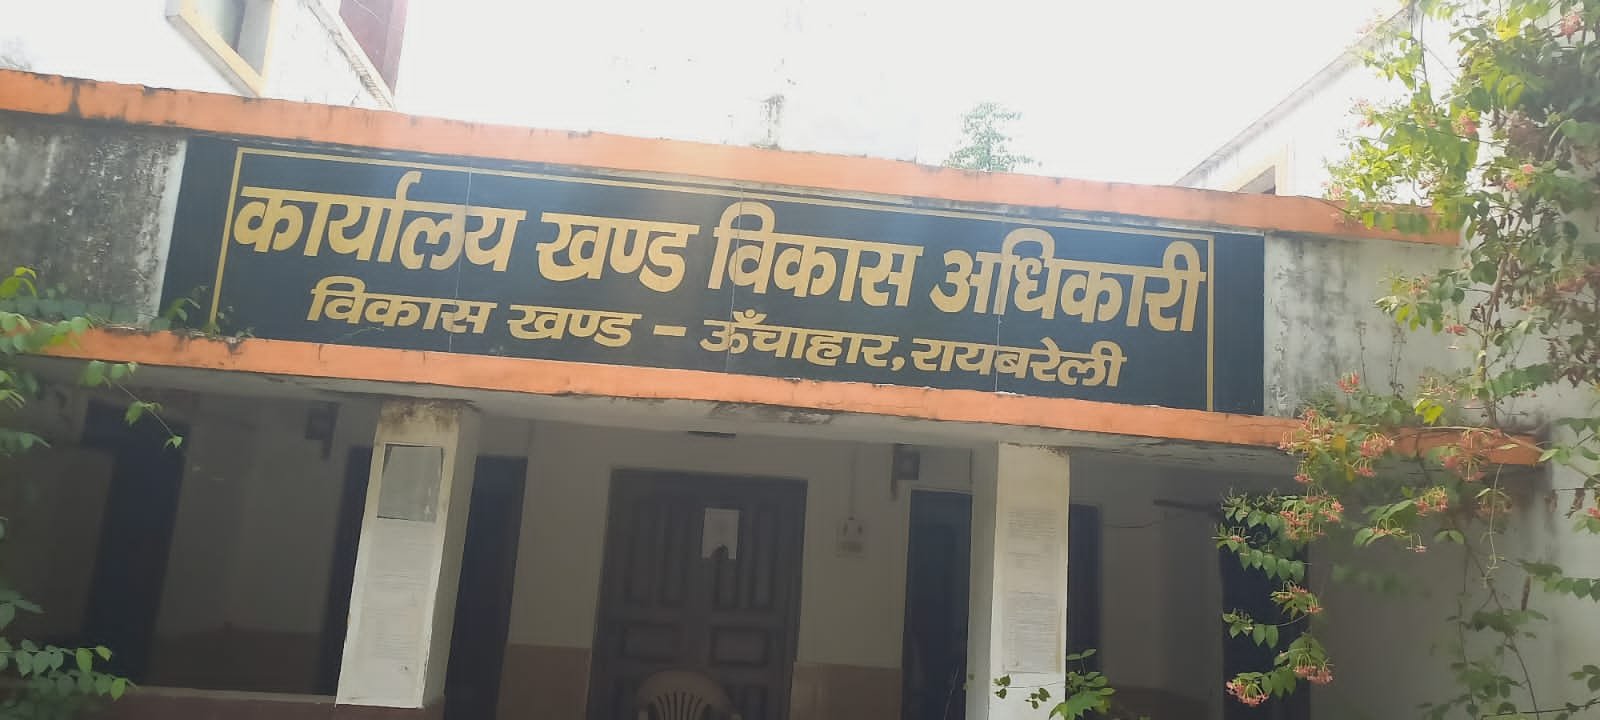 कार्यालय खण्ड विकास अधिकारी
विकास खण्ड - ऊँचाहार,रायबरेली